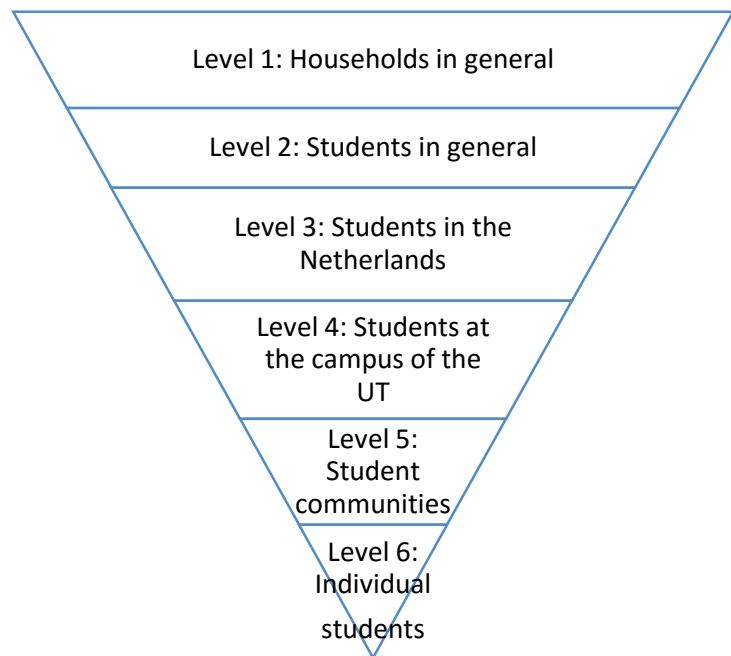 Level 1: Households in general
Level 2: Students in general
Level 3: Students in the
Netherlands
Level 4: Students at
the campus of the
UT
Level 5:
Student
communities
Level 6:
Individual
students